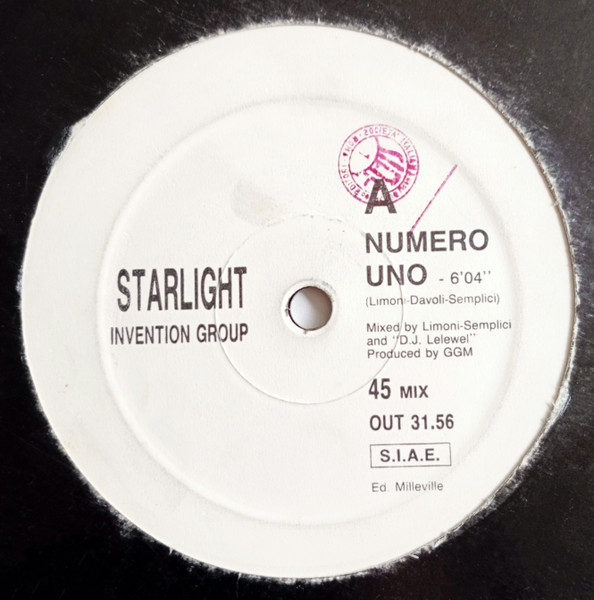 STARLIGHT
INVENTION GROUP
A
NUMERO
UNO - 6'04''
(Limoni-Davoli-Semplici)
Mixed by Limoni-Semplici
and "D.J. Lelewel"
Produced by GGM
45 MIX
OUT 31.56
S.I.A.E.
Ed. Milleville